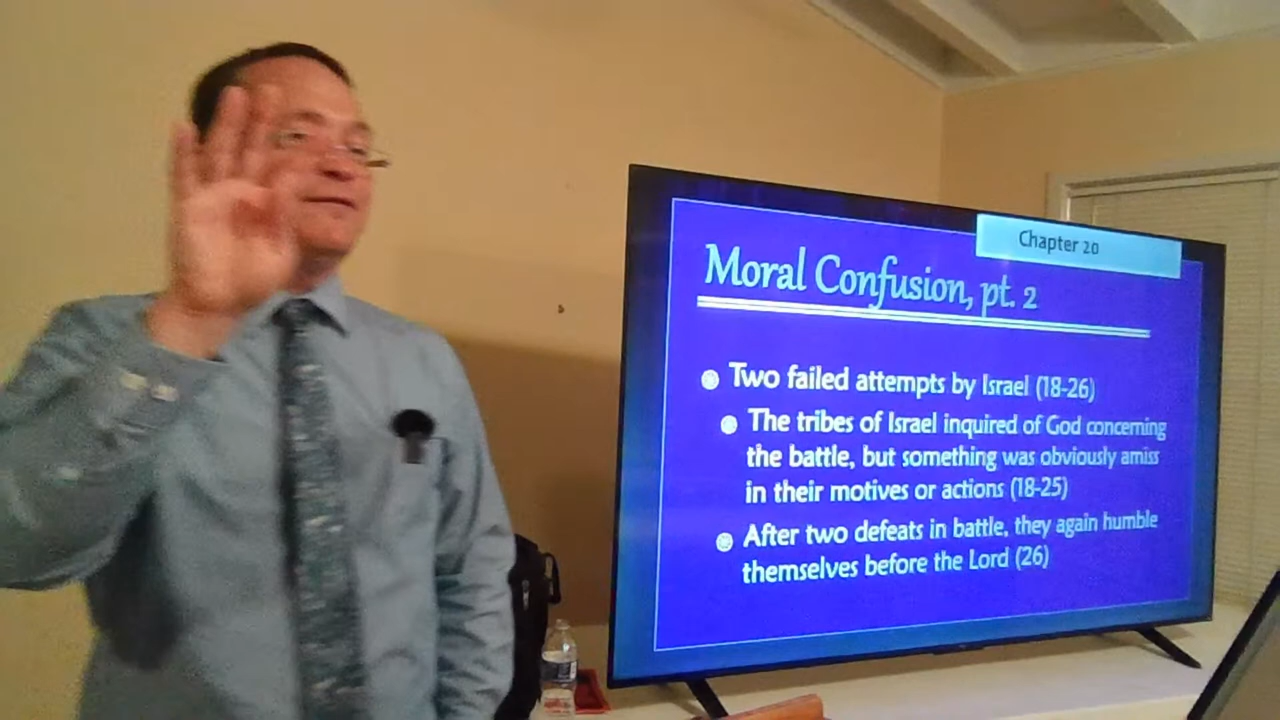 Chapter 20
Moral Confusion, pt. 2
Two failed attempts by Israel (18-26)
The tribes of Israel inquired of God concerning
the battle, but something was obviously amiss
in their motives or actions (18-25)
After two defeats in battle, they again humble
themselves before the Lord (26)